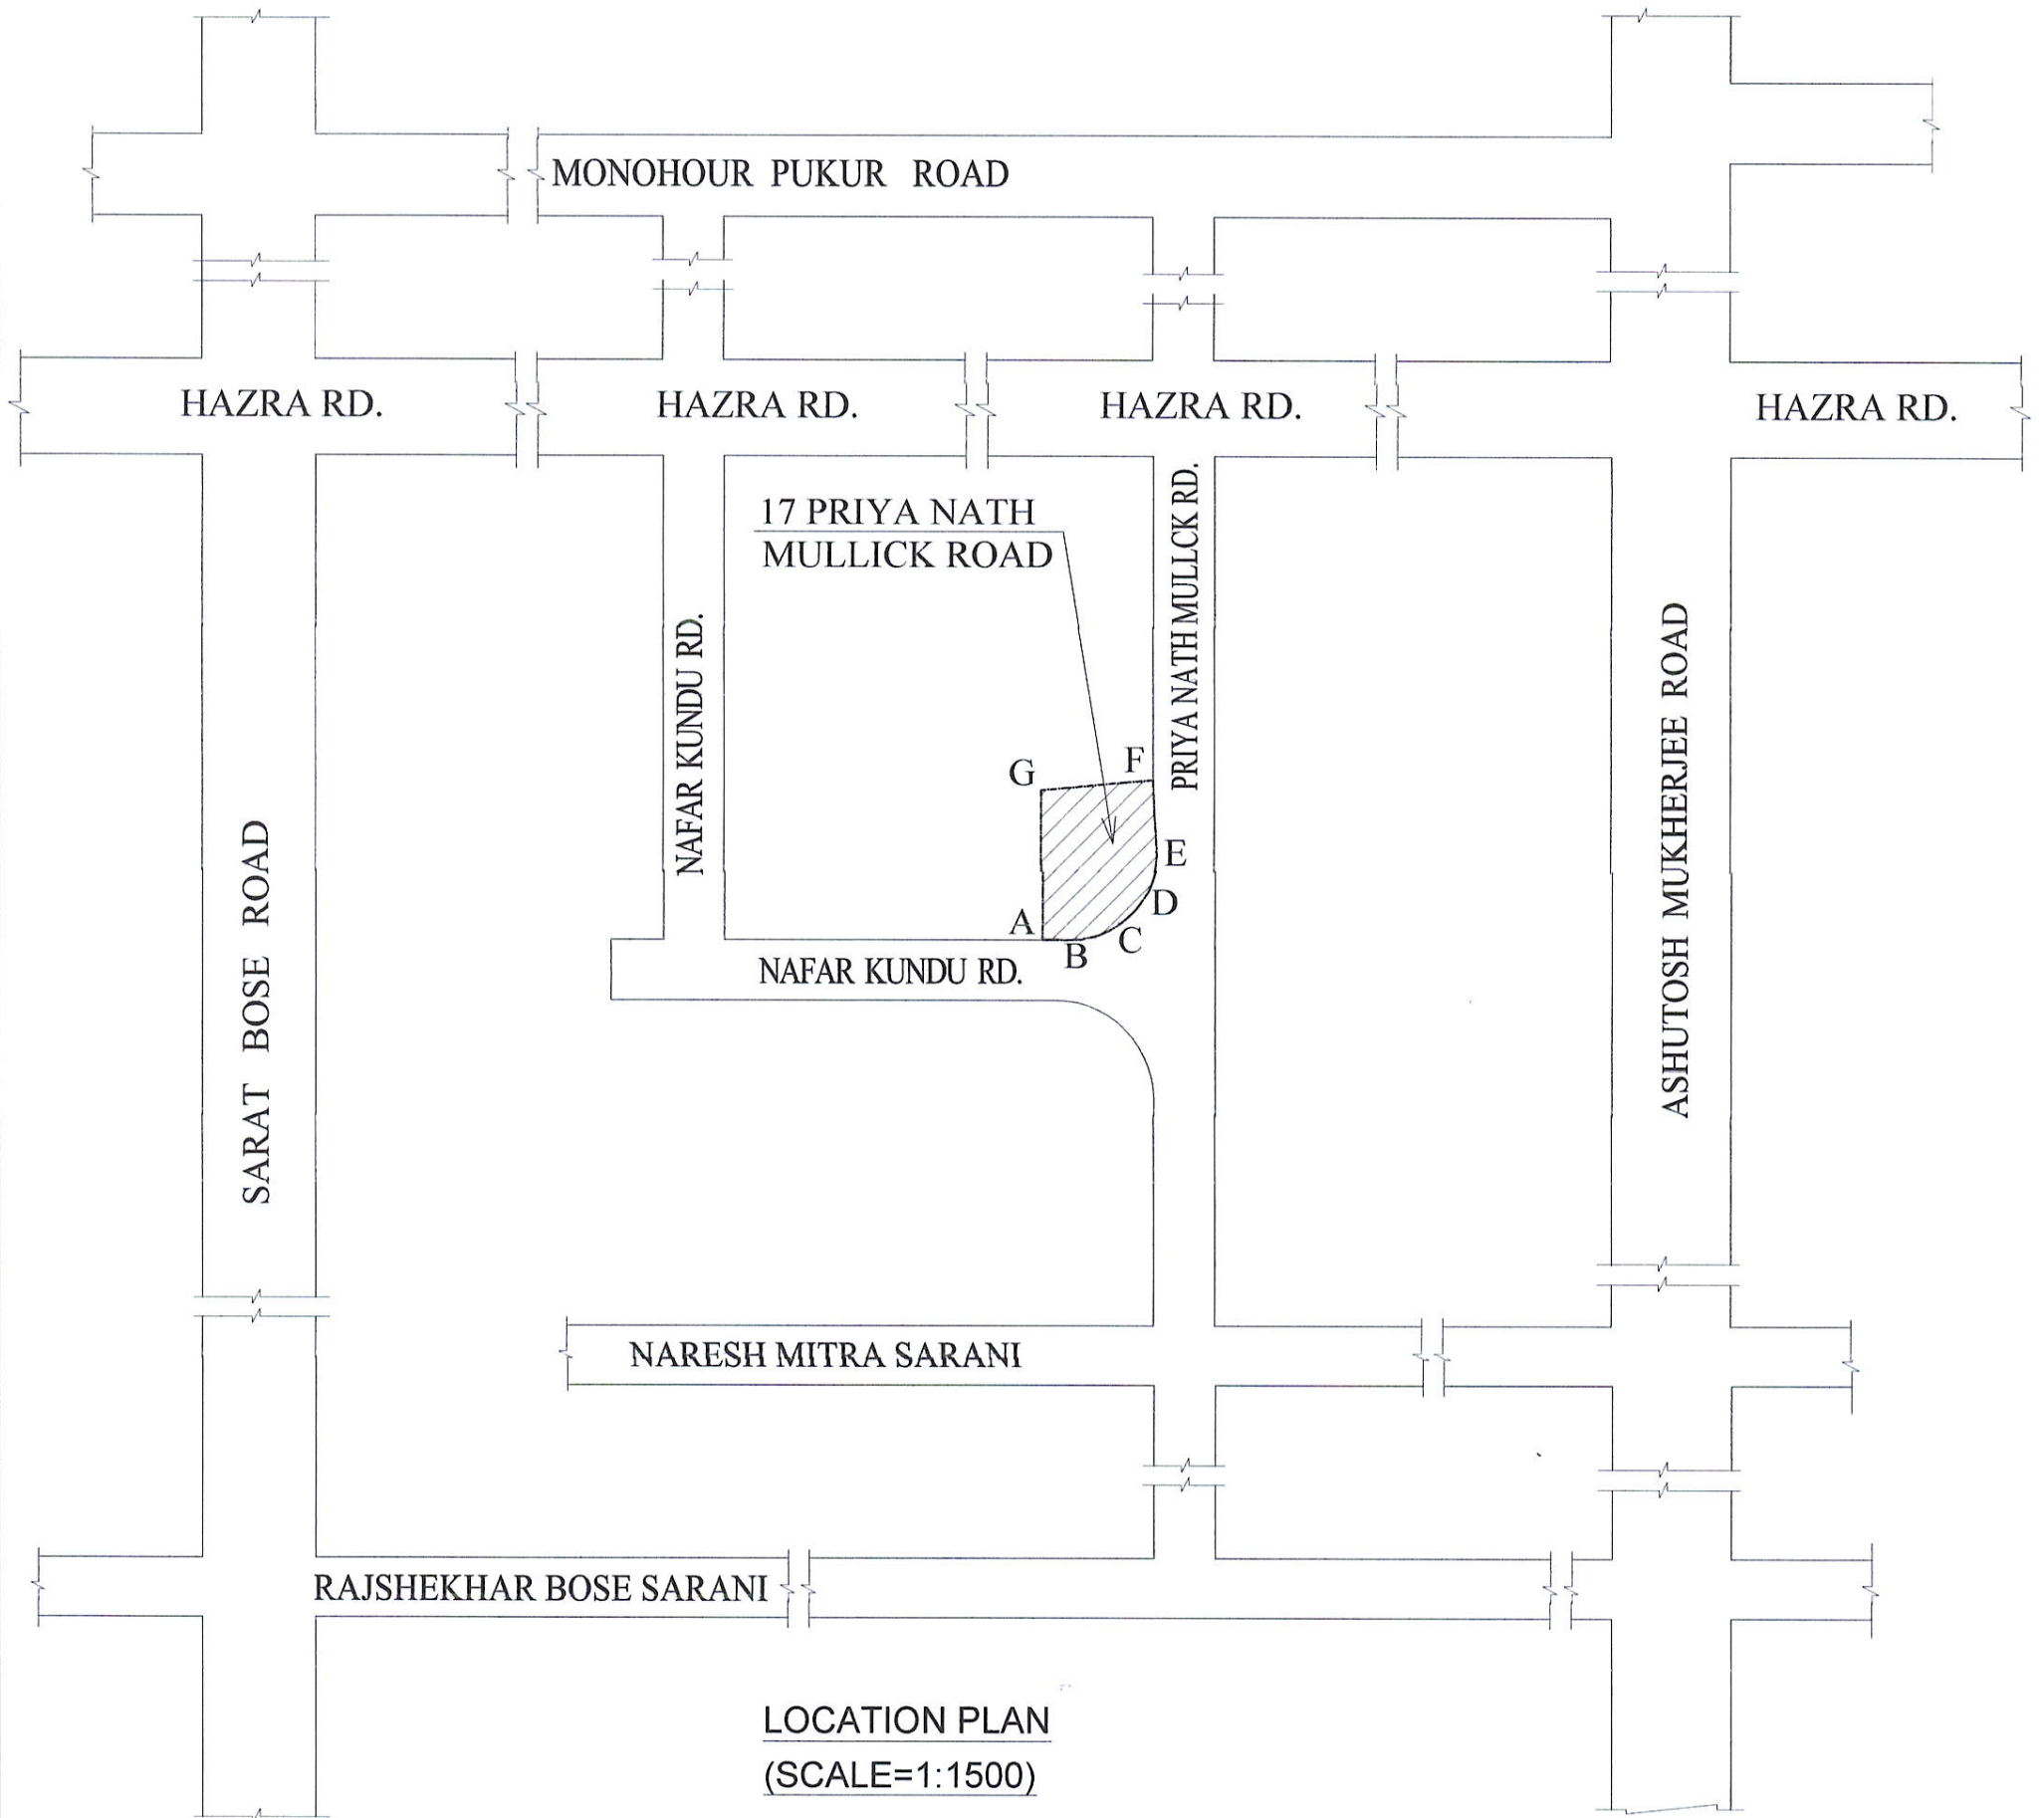 MONOHOUR PUKUR ROAD
HAZRA RD.
HAZRA RD.
HAZRA RD.
HAZRA RD.
17 PRIYA NATH
MULLICK ROAD
PRIYA NATH MULLCK RD.
NAFAR KUNDU RD.
ASHUTOSH MUKHERJEE ROAD
SARAT BOSE ROAD
G
F
E
D
A
C
B
NAFAR KUNDU RD.
NARESH MITRA SARANI
RAJSHEKHAR BOSE SARANI
LOCATION PLAN
(SCALE=1:1500)